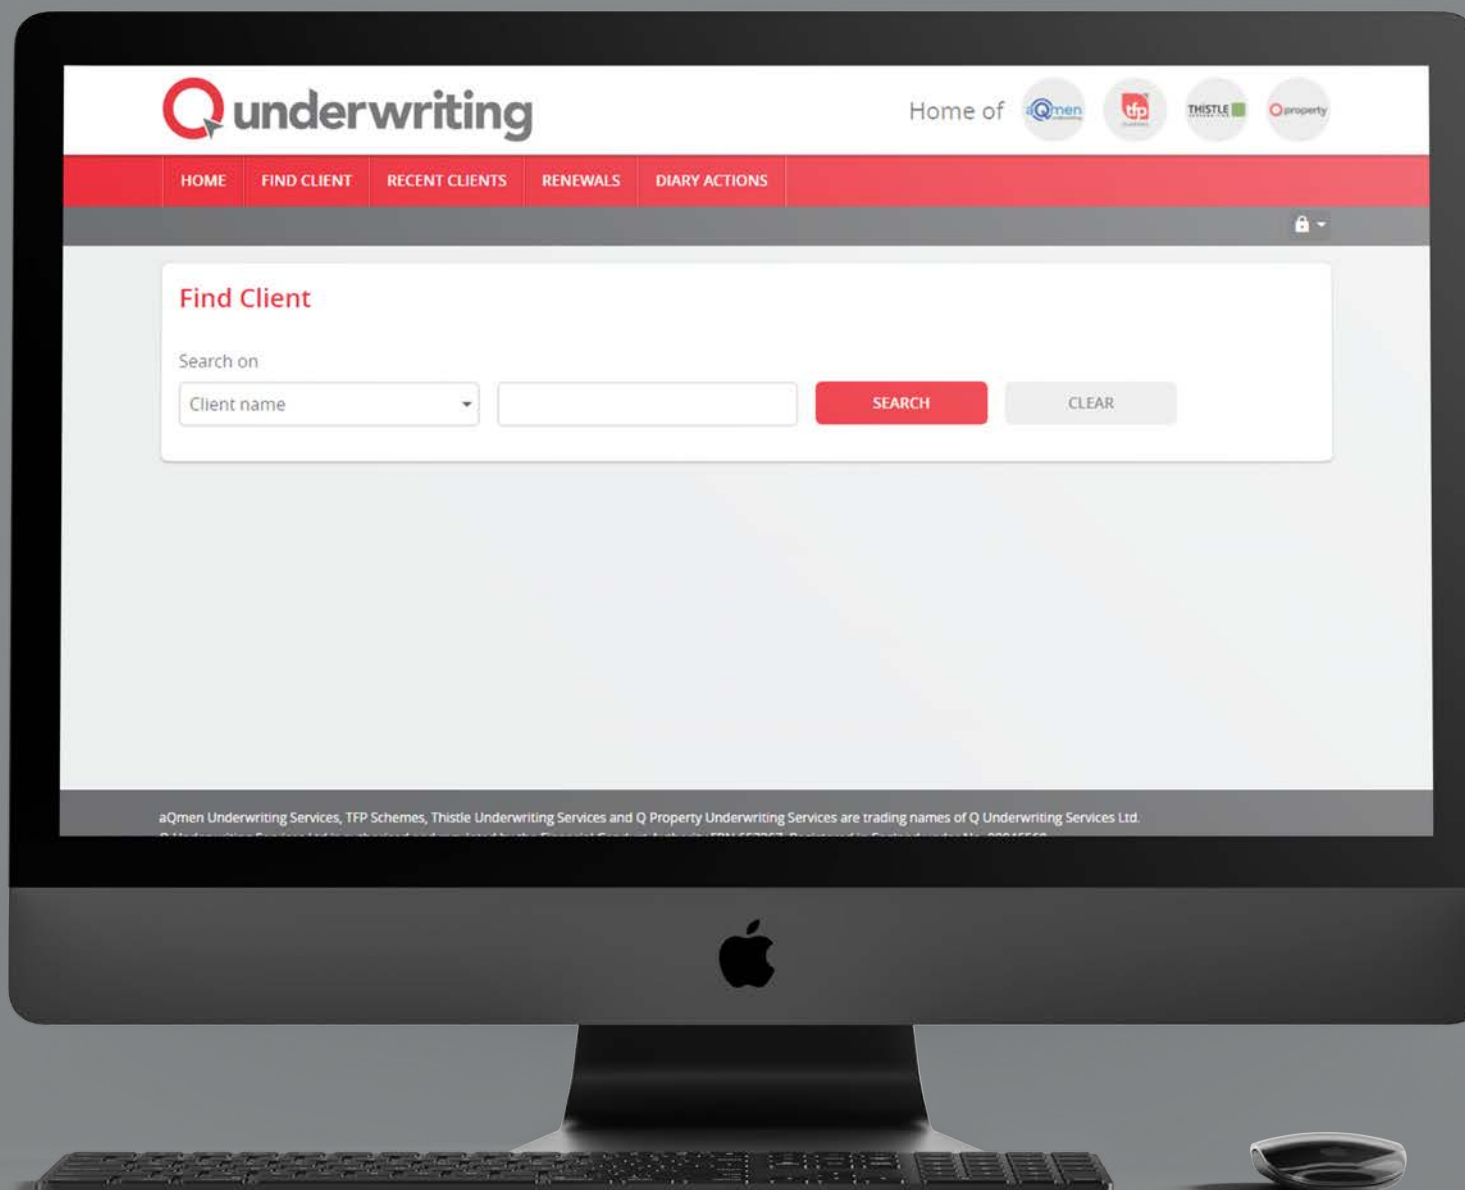 Q underwriting
Home of aQmen tfp THISTLE Q property
HOME FIND CLIENT RECENT CLIENTS RENEWALS DIARY ACTIONS
Find Client
Search on
Client name SEARCH CLEAR
aQmen Underwriting Services, TFP Schemes, Thistle Underwriting Services and Q Property Underwriting Services are trading names of Q Underwriting Services Ltd.